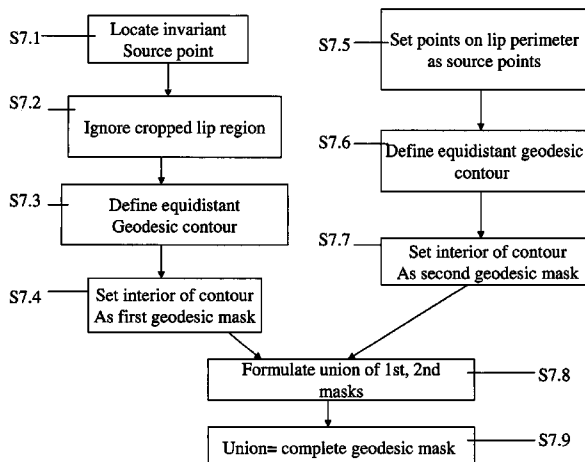 S7.1
Locate invariant
Source point
S7.2
Ignore cropped lip region
S7.3
Define equidistant
Geodesic contour
S7.4
Set interior of contour
As first geodesic mask
S7.5
Set points on lip perimeter
as source points
S7.6
Define equidistant geodesic
contour
S7.7
Set interior of contour
As second geodesic mask
Formulate union of 1st, 2nd
masks
S7.8
Union= complete geodesic mask
S7.9